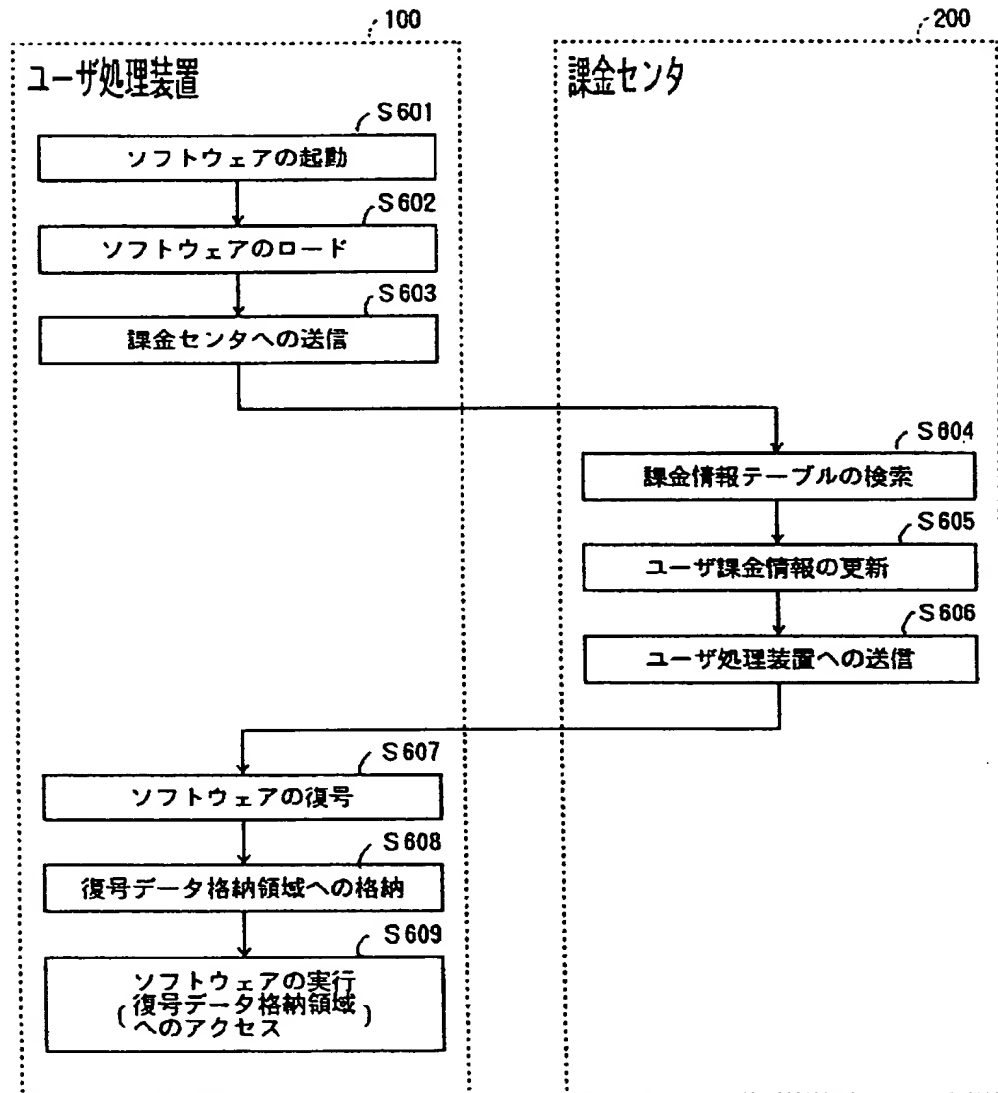 100
ユーザ処理装置
S601
ソフトウェアの起動
S602
ソフトウェアのロード
S603
課金センタへの送信
200
課金センタ
S604
課金情報テーブルの検索
S605
ユーザ課金情報の更新
S606
ユーザ処理装置への送信
S607
ソフトウェアの復号
S608
復号データ格納領域への格納
S609
ソフトウェアの実行
(復号データ格納領域
へのアクセス)